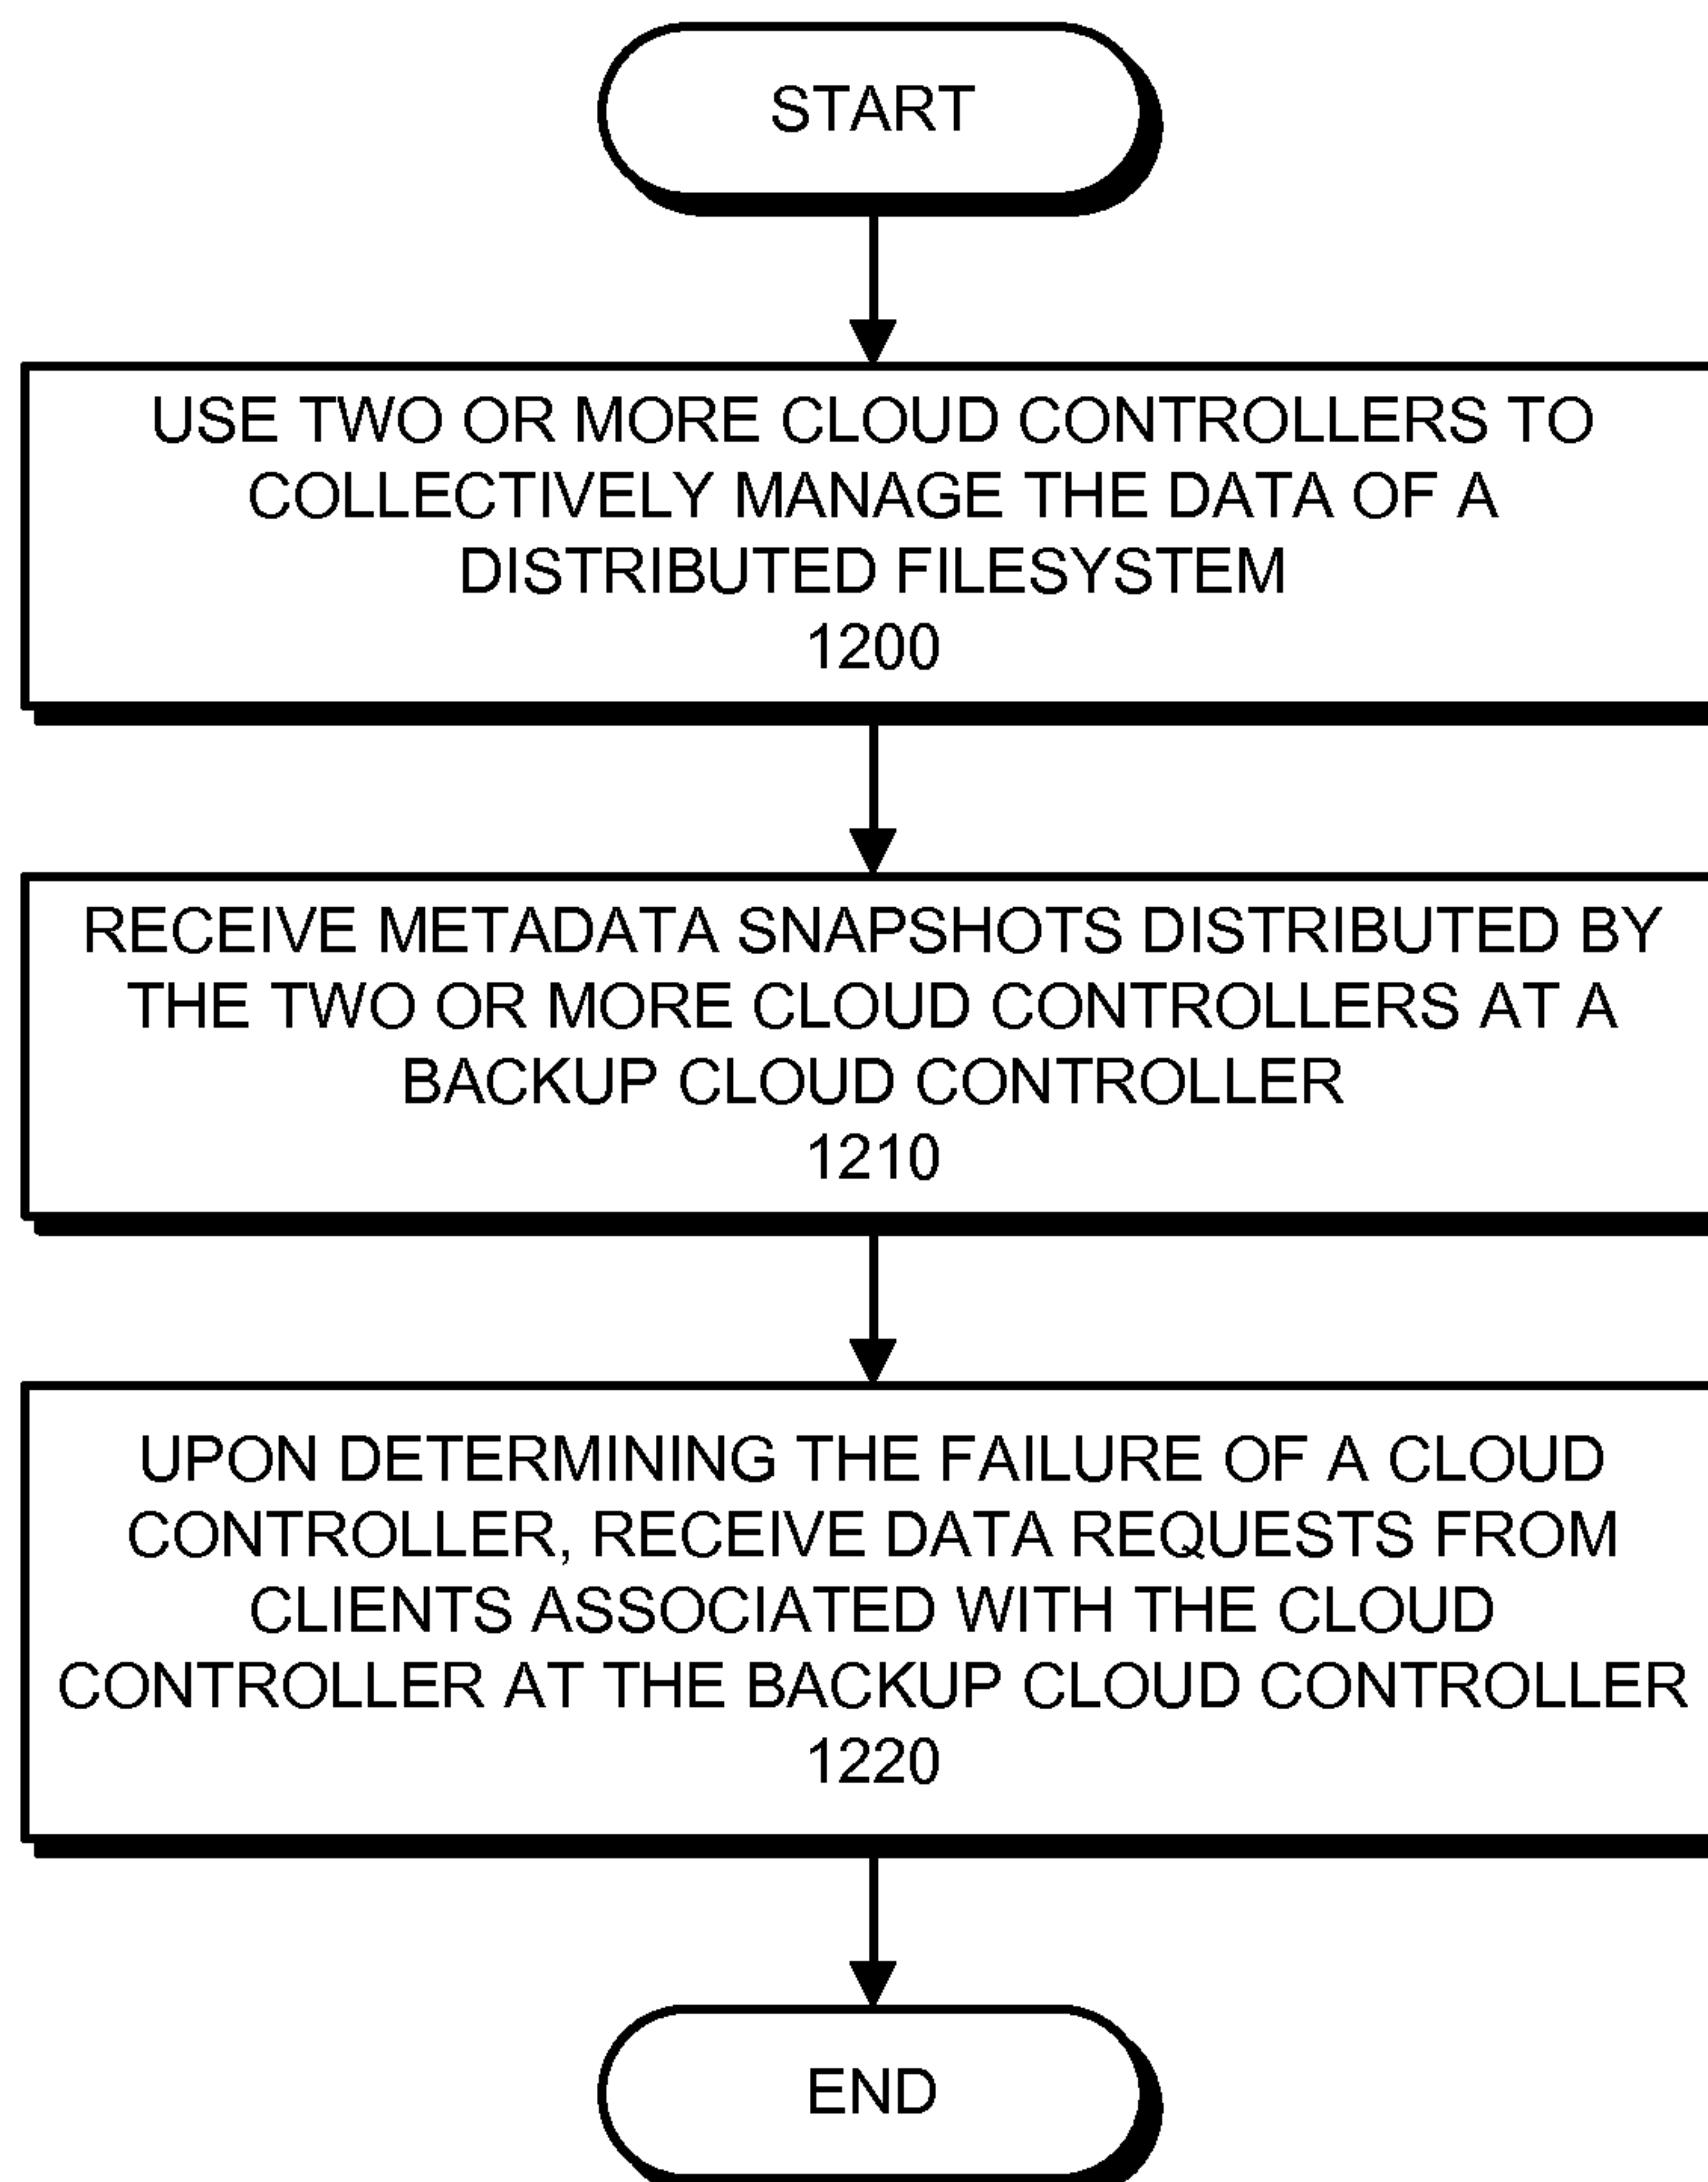 START
USE TWO OR MORE CLOUD CONTROLLERS TO
COLLECTIVELY MANAGE THE DATA OF A
DISTRIBUTED FILESYSTEM
1200
RECEIVE METADATA SNAPSHOTS DISTRIBUTED BY
THE TWO OR MORE CLOUD CONTROLLERS AT A
BACKUP CLOUD CONTROLLER
1210
UPON DETERMINING THE FAILURE OF A CLOUD
CONTROLLER, RECEIVE DATA REQUESTS FROM
CLIENTS ASSOCIATED WITH THE CLOUD
CONTROLLER AT THE BACKUP CLOUD CONTROLLER
1220
END